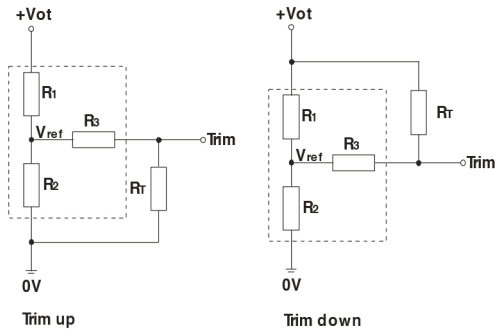 +Vot
R1
Vref
R3
Trim
R2
RT
0V
Trim up
+Vot
R1
RT
Vref
R3
Trim
R2
0V
Trim down